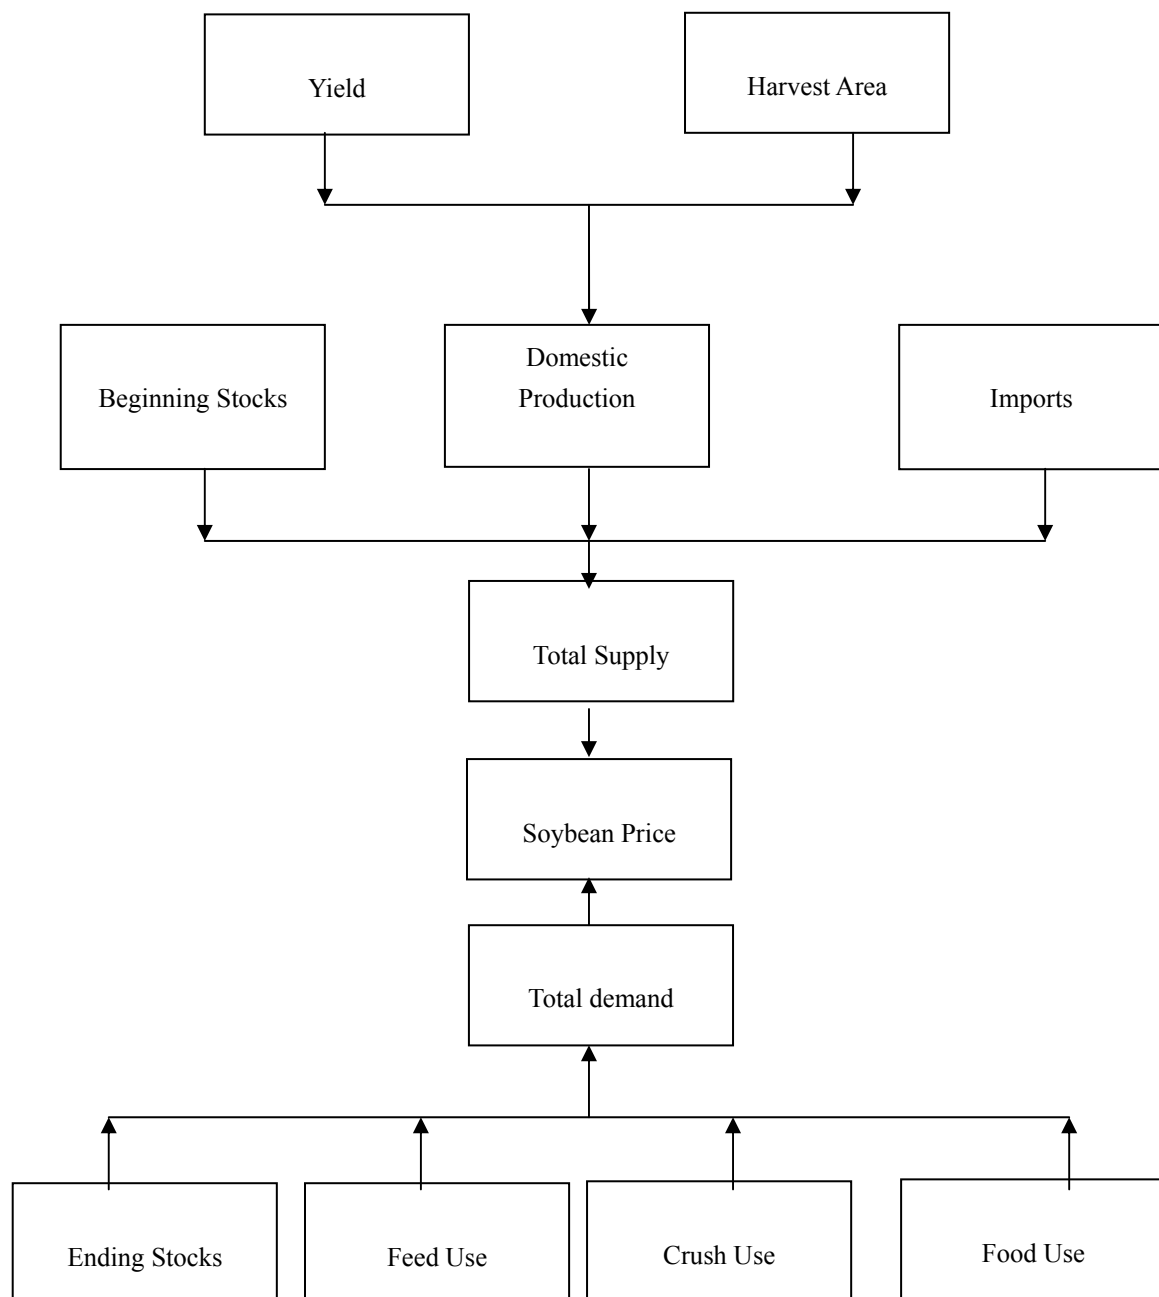 Yield
Harvest Area
Domestic
Production
Beginning Stocks
Imports
Total Supply
Soybean Price
Total demand
Ending Stocks
Feed Use
Crush Use
Food Use